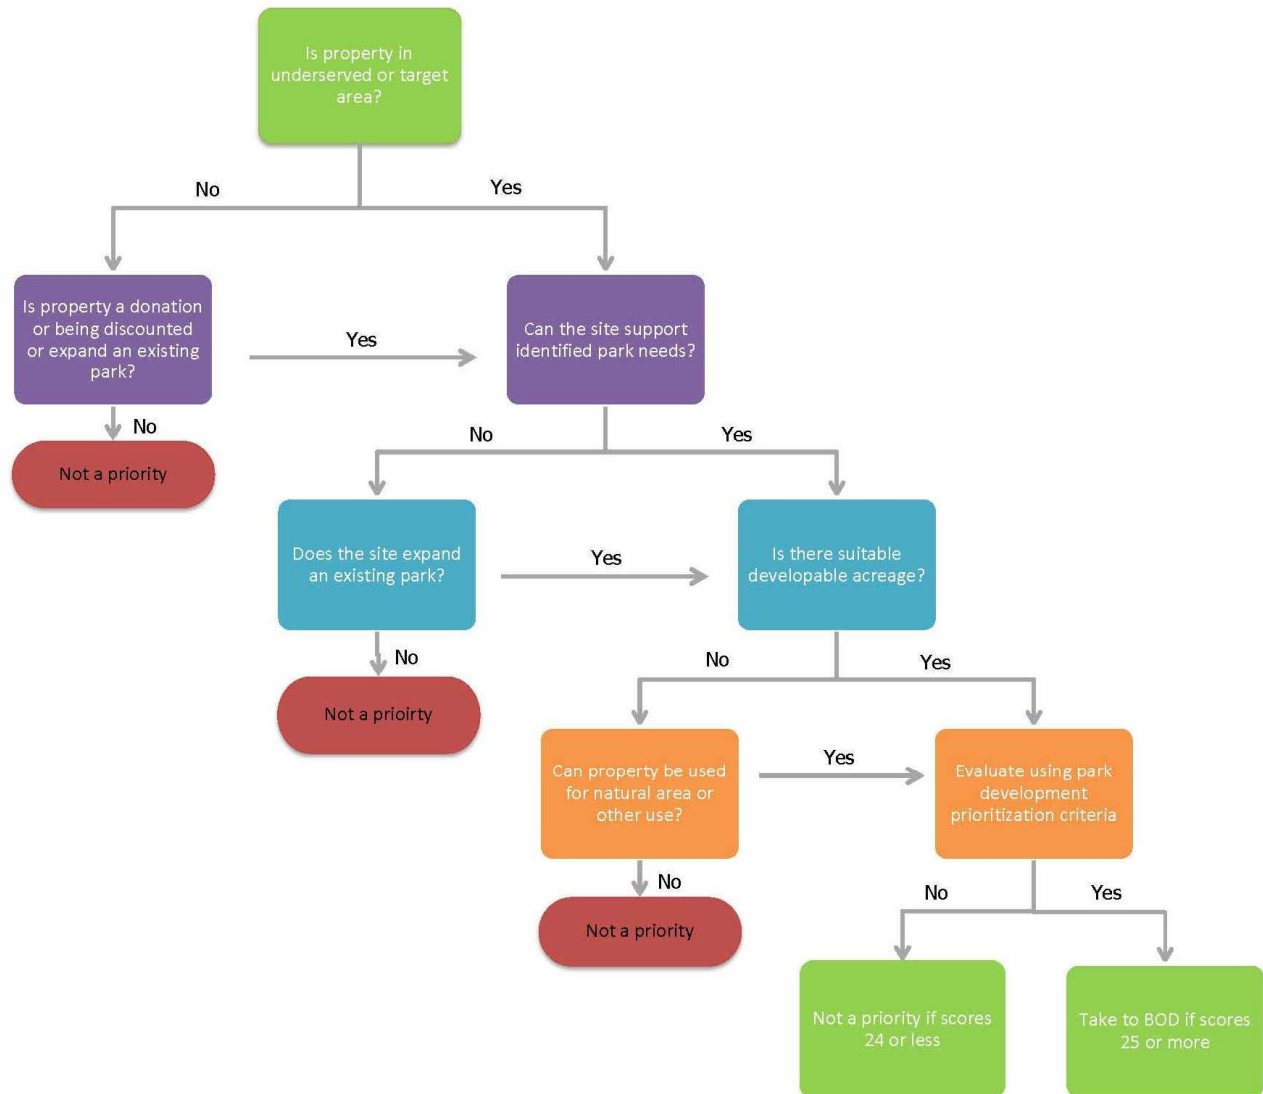 Is property in
underserved or target
area?
No
Yes
Is property a donation
or being discounted
or expand an existing
park?
Yes
Can the site support
identified park needs?
No
Not a priority
No
Yes
Does the site expand
an existing park?
Yes
Is there suitable
developable acreage?
No
Not a prioirty
No
Yes
Can property be used
for natural area or
other use?
Yes
Evaluate using park
development
prioritization criteria
No
Not a priority
No
Yes
Not a priority if scores
24 or less
Take to BOD if scores
25 or more